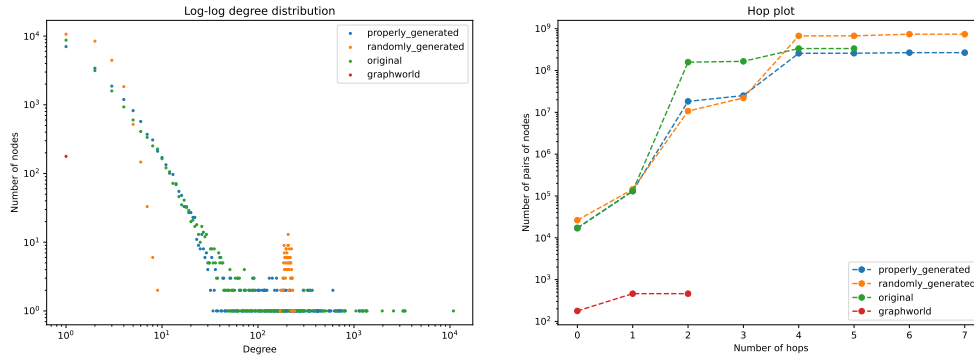 Log-log degree distribution
Number of nodes
10⁴
10³
10²
10¹
10⁰
10⁰
10¹
10²
10³
10⁴
Degree
properly_generated
randomly_generated
original
graphworld
Hop plot
Number of pairs of nodes
10⁹
10⁸
10⁷
10⁶
10⁵
10⁴
10³
10²
0
1
2
3
4
5
6
7
Number of hops
properly_generated
randomly_generated
original
graphworld